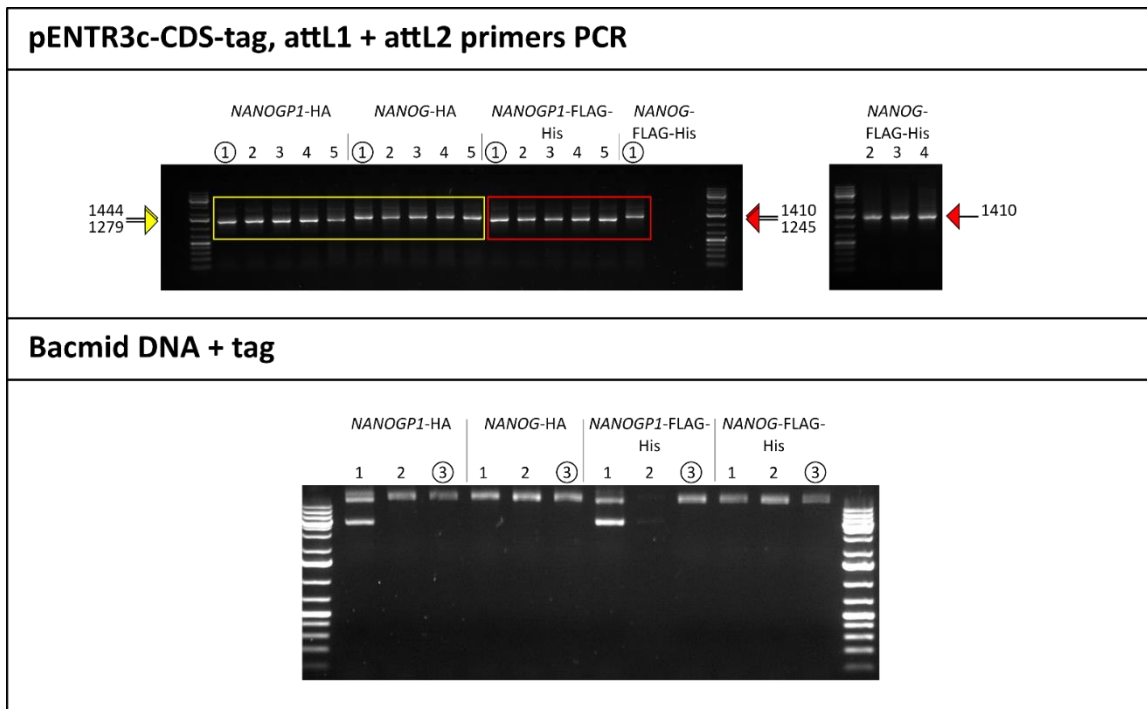 pENTR3c-CDS-tag, attL1 + attL2 primers PCR
NANOGP1-HA
NANOG-HA
NANOGP1-FLAG-
His
NANOG-
FLAG-His
NANOG-
FLAG-His
1 2 3 4 5 1 2 3 4 5 1 2 3 4 5 1
2 3 4
1444
1279
1410
1245
1410
Bacmid DNA + tag
NANOGP1-HA
NANOG-HA
NANOGP1-FLAG-
His
NANOG-FLAG-
His
1 2 3 1 2 3 1 2 3 1 2 3